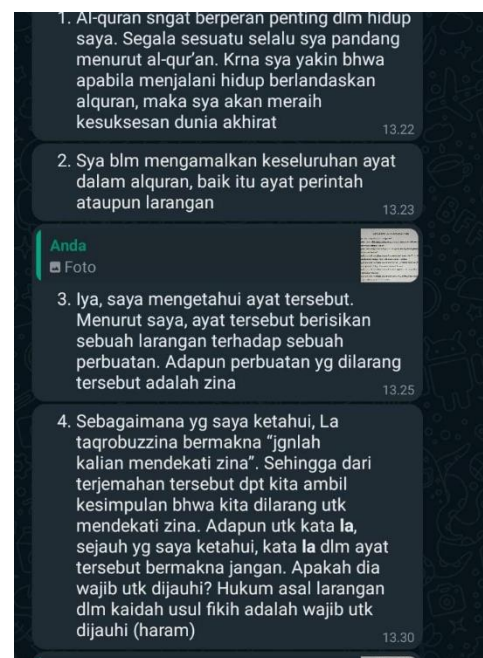 1. Al-quran sngat berperan penting dlm hidup
saya. Segala sesuatu selalu sya pandang
menurut al-qur'an. Krna sya yakin bhwa
apabila menjalani hidup berlandaskan
alquran, maka sya akan meraih
kesuksesan dunia akhirat
13.22
2. Sya blm mengamalkan keseluruhan ayat
dalam alquran, baik itu ayat perintah
ataupun larangan
13.23
Anda
Foto
3. Iya, saya mengetahui ayat tersebut.
Menurut saya, ayat tersebut berisikan
sebuah larangan terhadap sebuah
perbuatan. Adapun perbuatan yg dilarang
tersebut adalah zina
13.25
4. Sebagaimana yg saya ketahui, La
taqrobuzzina bermakna “jgnlah
kalian mendekati zina”. Sehingga dari
terjemahan tersebut dpt kita ambil
kesimpulan bhwa kita dilarang utk
mendekati zina. Adapun utk kata la,
sejauh yg saya ketahui, kata la dlm ayat
tersebut bermakna jangan. Apakah dia
wajib utk dijauhi? Hukum asal larangan
dlm kaidah usul fikih adalah wajib utk
dijauhi (haram)
13.30